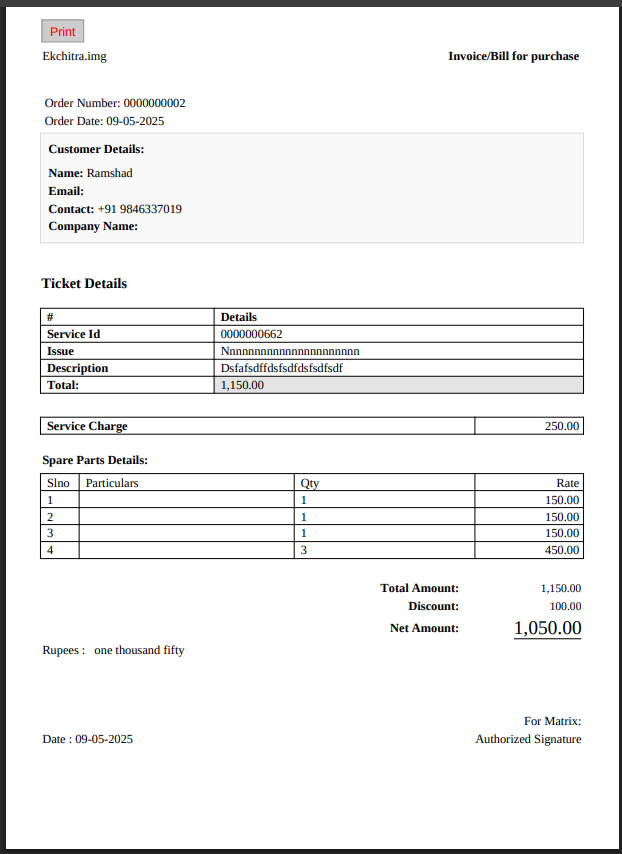 Print
Ekchitra.img Invoice/Bill for purchase
Order Number: 0000000002
Order Date: 09-05-2025
Customer Details:
Name: Ramshad
Email:
Contact: +91 9846337019
Company Name:
Ticket Details
# Details
Service Id 0000000662
Issue Nnnnnnnnnnnnnnnnnnnnnn
Description Dsfafsdffdsfsdfdsfsdfsdf
Total: 1,150.00
Service Charge 250.00
Spare Parts Details:
Slno Particulars Qty Rate
1 1 150.00
2 1 150.00
3 1 150.00
4 3 450.00
Total Amount: 1,150.00
Discount: 100.00
Net Amount: 1,050.00
Rupees : one thousand fifty
For Matrix:
Date : 09-05-2025 Authorized Signature